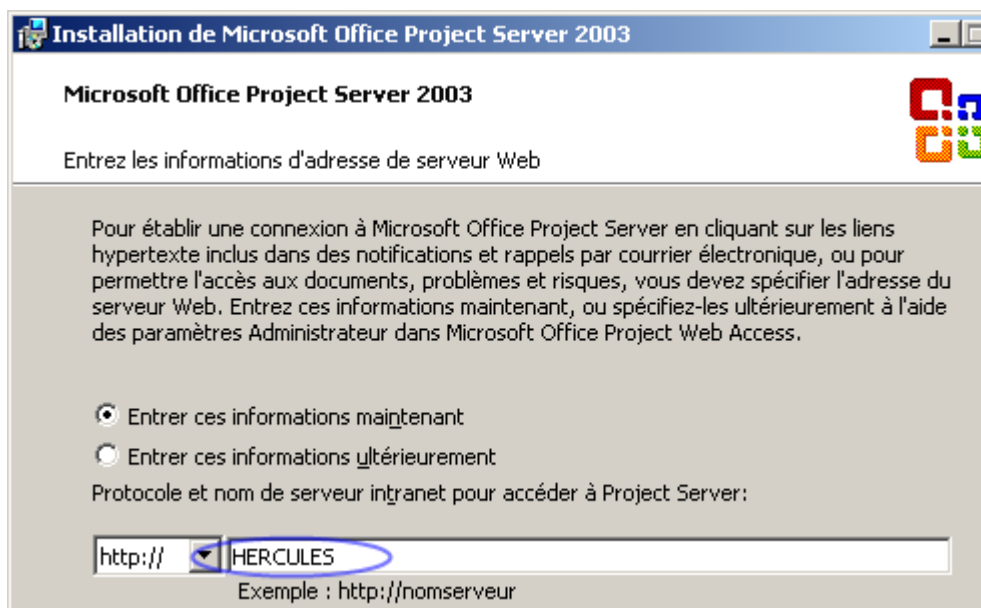 Installation de Microsoft Office Project Server 2003
Microsoft Office Project Server 2003
Entrez les informations d'adresse de serveur Web
Pour établir une connexion à Microsoft Office Project Server en cliquant sur les liens
hypertexte inclus dans des notifications et rappels par courrier électronique, ou pour
permettre l'accès aux documents, problèmes et risques, vous devez spécifier l'adresse du
serveur Web. Entrez ces informations maintenant, ou spécifiez-les ultérieurement à l'aide
des paramètres Administrateur dans Microsoft Office Project Web Access.
Entrer ces informations maintenant
Entrer ces informations ultérieurement
Protocole et nom de serveur intranet pour accéder à Project Server:
http:// HERCULES
Exemple : http://nomserveur